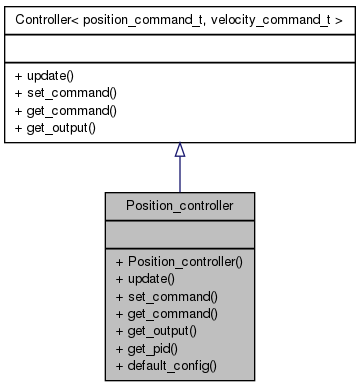 Controller< position_command_t, velocity_command_t >
+ update()
+ set_command()
+ get_command()
+ get_output()
Position_controller
+ Position_controller()
+ update()
+ set_command()
+ get_command()
+ get_output()
+ get_pid()
+ default_config()